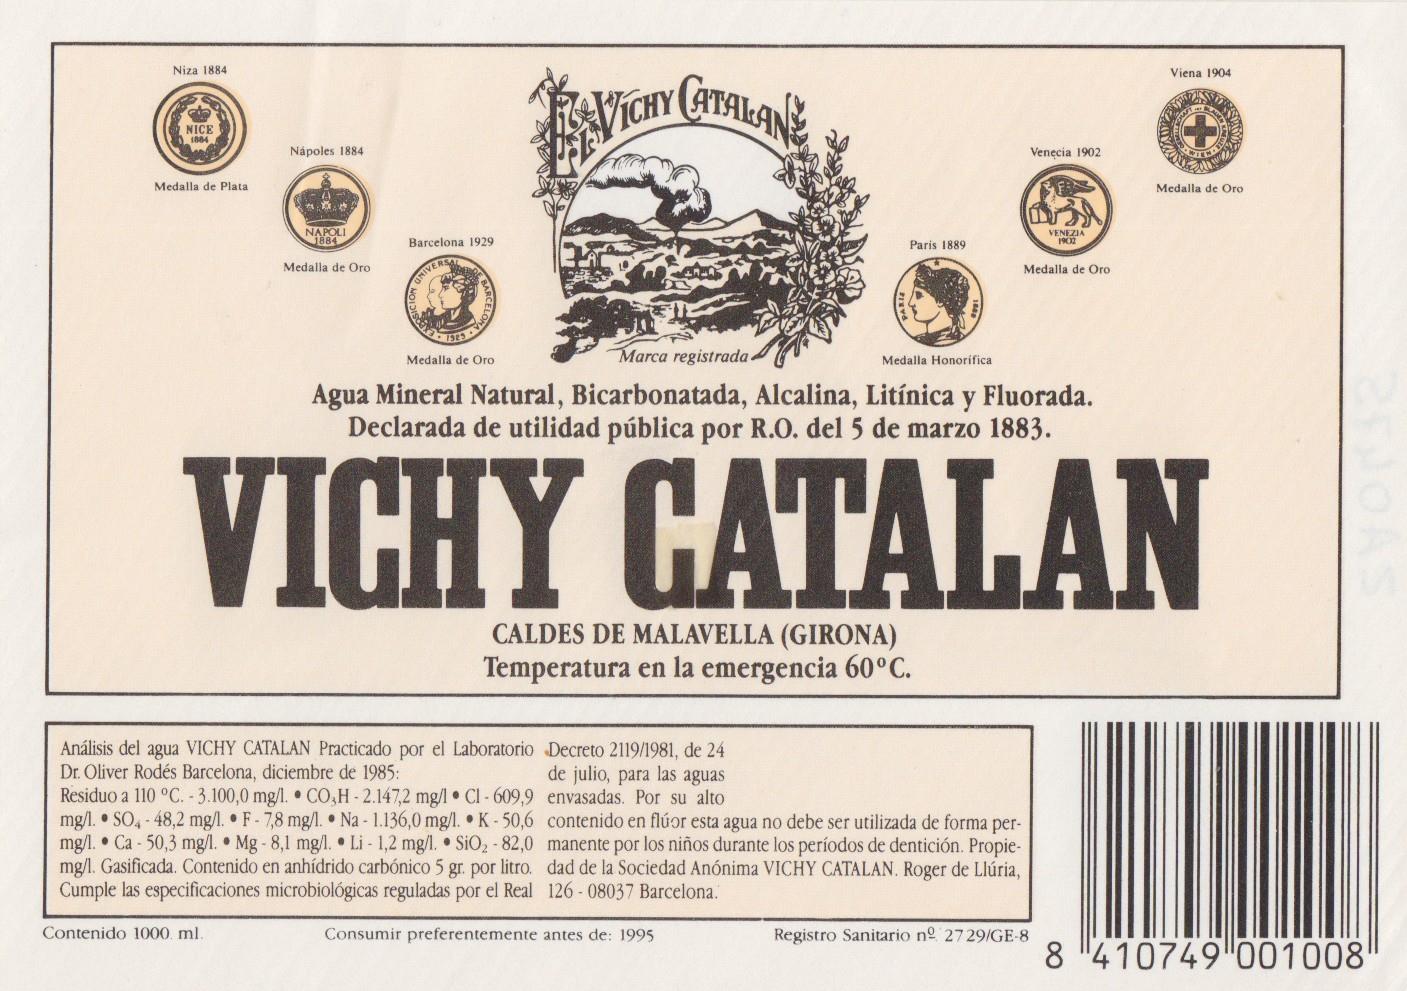 Niza 1884
NICE
1884
Medalla de Plata
Nápoles 1884
NAPOLI
1884
Medalla de Oro
Barcelona 1929
EXPOSICION UNIVERSAL DE BARCELONA
1929
Medalla de Oro
EL VICHY CATALAN
Marca registrada
París 1889
PARIS 1889
Medalla Honorífica
Venecia 1902
VENEZIA
1902
Medalla de Oro
Viena 1904
WIEN
Medalla de Oro
Agua Mineral Natural, Bicarbonatada, Alcalina, Litínica y Fluorada.
Declarada de utilidad pública por R.O. del 5 de marzo 1883.
VICHY CATALAN
CALDES DE MALAVELLA (GIRONA)
Temperatura en la emergencia 60ºC.
Análisis del agua VICHY CATALAN Practicado por el Laboratorio
Dr. Oliver Rodés Barcelona, diciembre de 1985:
Residuo a 110 ºC. - 3.100,0 mg/l. • CO₃H - 2.147,2 mg/l • Cl - 609,9
mg/l. • SO₄ - 48,2 mg/l. • F - 7,8 mg/l. • Na - 1.136,0 mg/l. • K - 50,6
mg/l. • Ca - 50,3 mg/l. • Mg - 8,1 mg/l. • Li - 1,2 mg/l. • SiO₂ - 82,0
mg/l. Gasificada. Contenido en anhídrido carbónico 5 gr. por litro.
Cumple las especificaciones microbiológicas reguladas por el Real
Decreto 2119/1981, de 24
de julio, para las aguas
envasadas. Por su alto
contenido en flúor esta agua no debe ser utilizada de forma per-
manente por los niños durante los períodos de dentición. Propie-
dad de la Sociedad Anónima VICHY CATALAN. Roger de Llúria,
126 - 08037 Barcelona.
Contenido 1000 ml.
Consumir preferentemente antes de: 1995
Registro Sanitario nº. 2729/GE-8
8 410749 001008